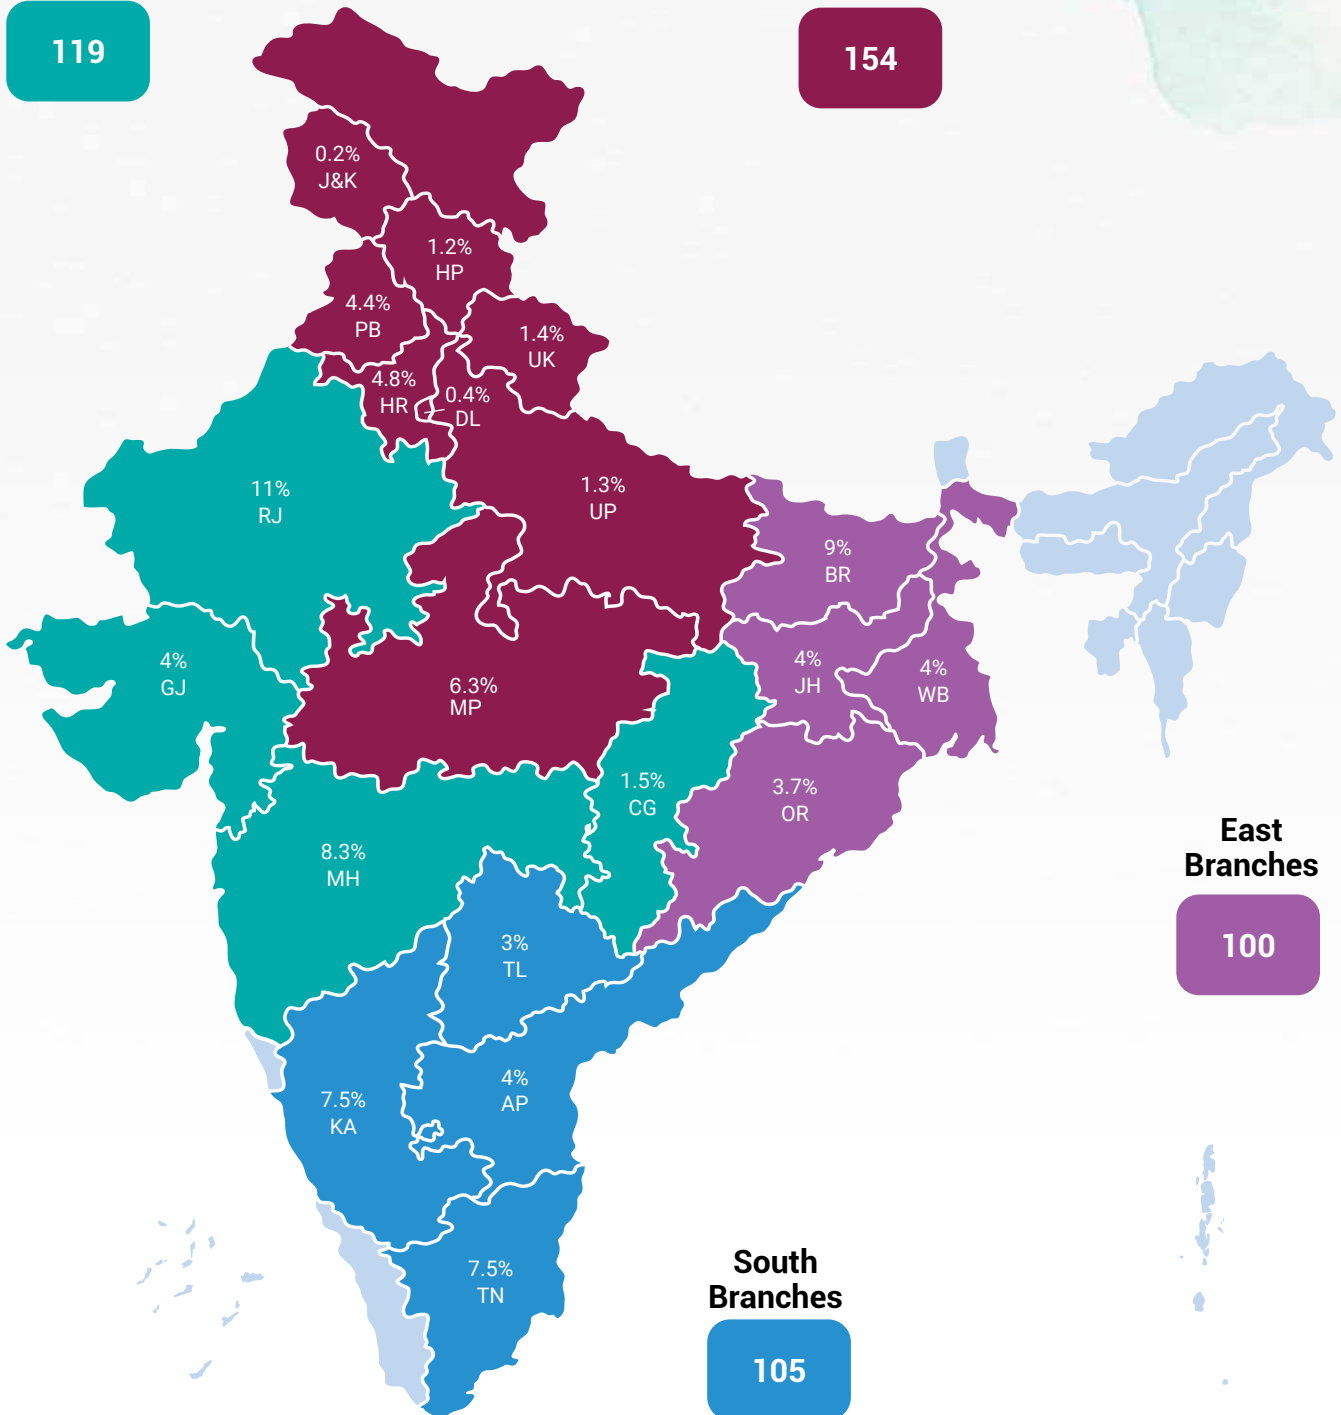 119
154
0.2%
J&K
1.2%
HP
4.4%
PB
1.4%
UK
4.8%
HR
0.4%
DL
11%
RJ
1.3%
UP
9%
BR
4%
GJ
6.3%
MP
4%
JH
4%
WB
1.5%
CG
3.7%
OR
8.3%
MH
East
Branches
100
3%
TL
4%
AP
7.5%
KA
7.5%
TN
South
Branches
105